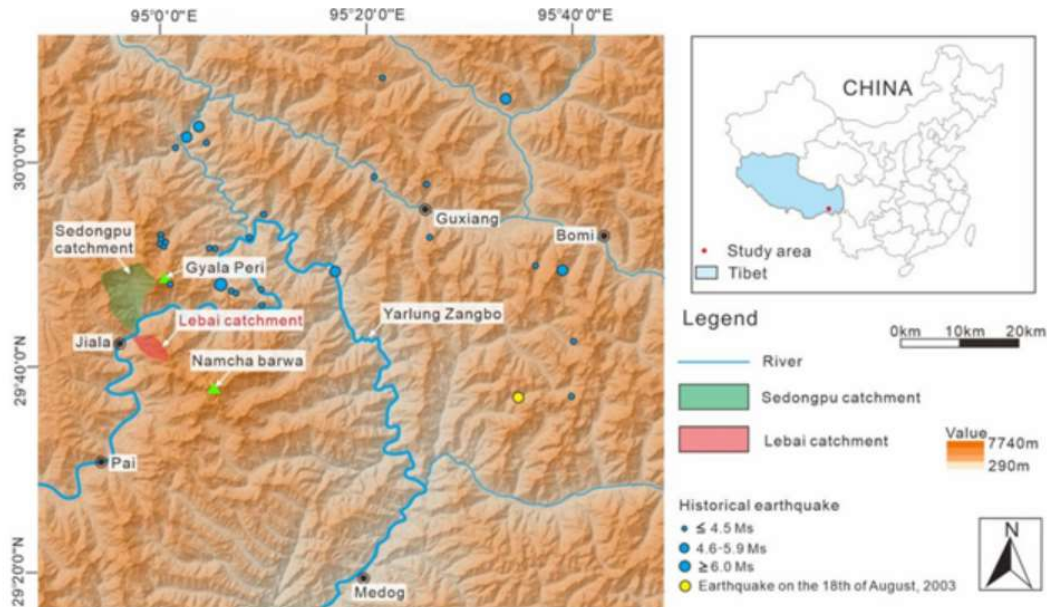 95°0'0"E
95°20'0"E
95°40'0"E
30°0'0"N
29°40'0"N
29°20'0"N
Sedongpu
catchment
Gyala Peri
Lebai catchment
Jiala
Namcha barwa
Pai
Guxiang
Bomi
Yarlung Zangbo
Medog
CHINA
Study area
Tibet
Legend
0km 10km 20km
River
Sedongpu catchment
Lebai catchment
Value
7740m
290m
Historical earthquake
≤ 4.5 Ms
4.6-5.9 Ms
≥6.0 Ms
Earthquake on the 18th of August, 2003
N